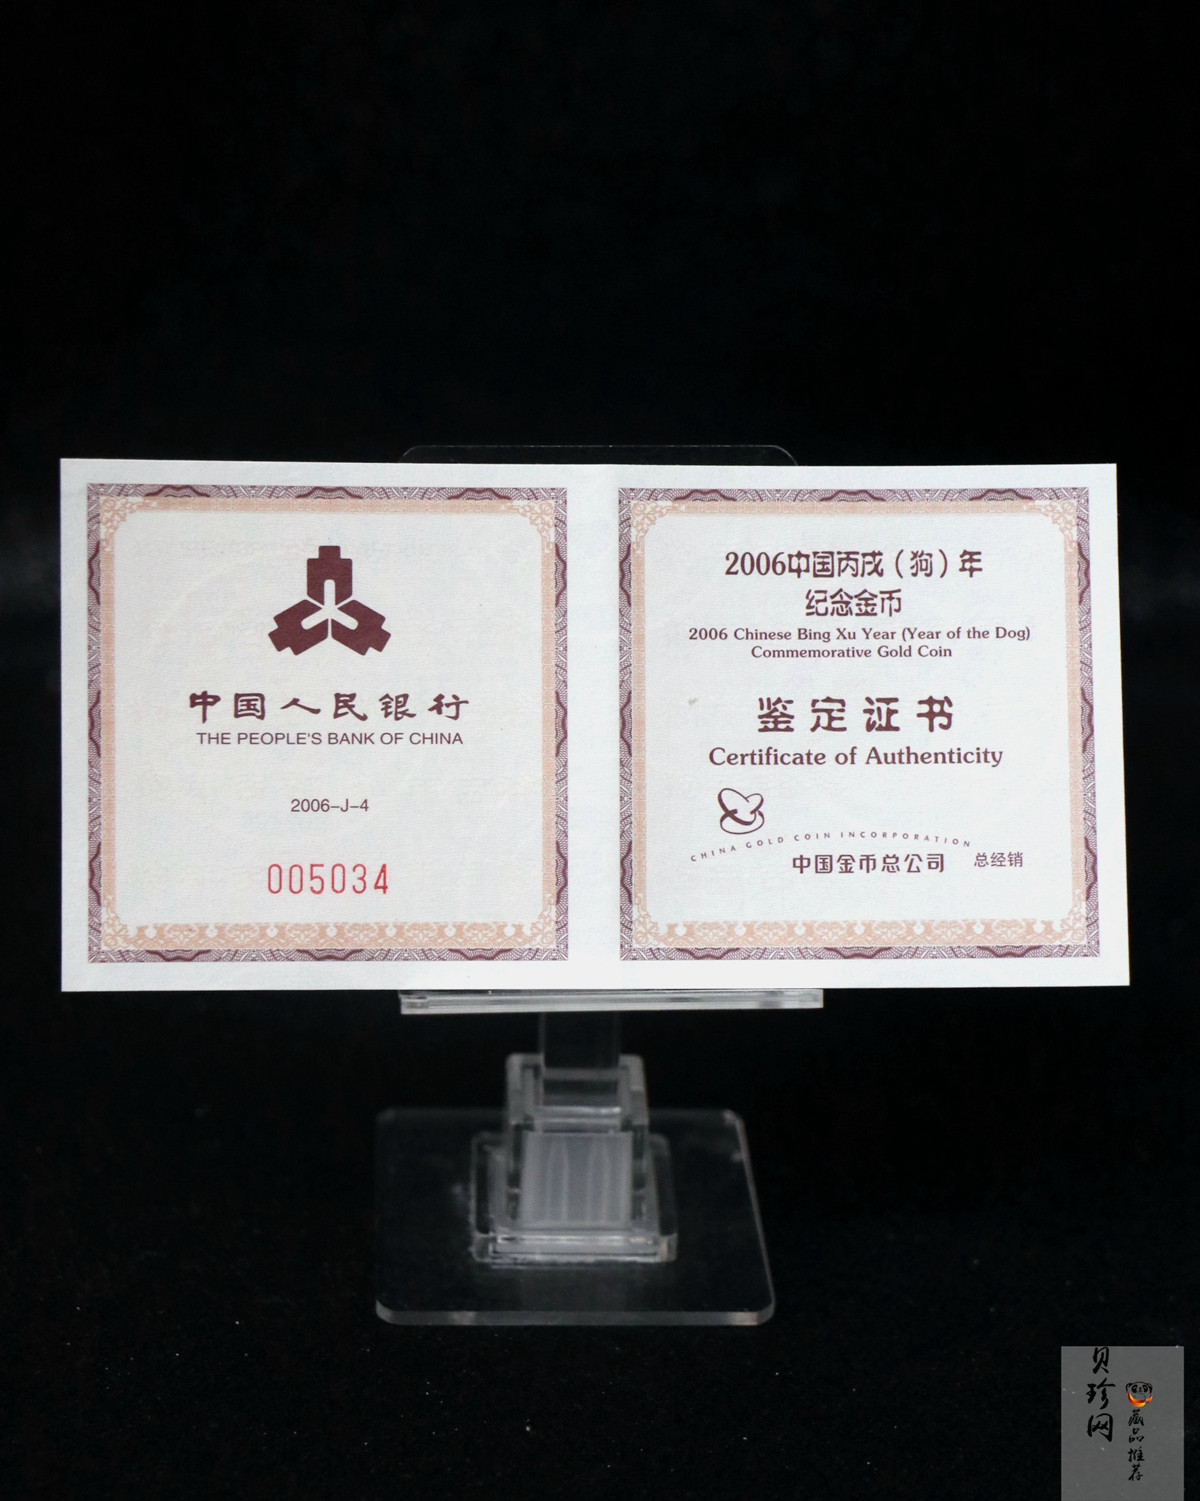 中国人民银行
THE PEOPLE'S BANK OF CHINA
2006-J-4
005034
2006中国丙戌（狗）年
纪念金币
2006 Chinese Bing Xu Year (Year of the Dog)
Commemorative Gold Coin
鉴定证书
Certificate of Authenticity
CHINA GOLD COIN INCORPORATION
中国金币总公司 总经销
贝珍网
藏品推荐